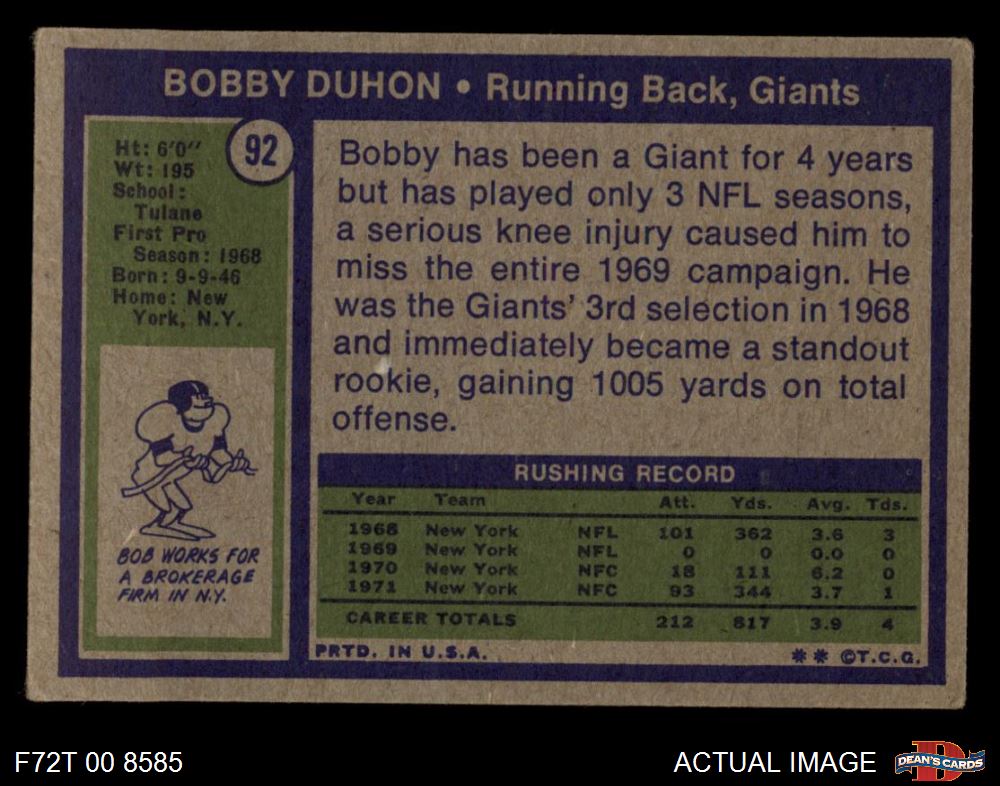 BOBBY DUHON • Running Back, Giants
92
Ht: 6'0"
Wt: 195
School:
Tulane
First Pro
Season: 1968
Born: 9-9-46
Home: New
York, N.Y.
BOB WORKS FOR
A BROKERAGE
FIRM IN N.Y.
Bobby has been a Giant for 4 years
but has played only 3 NFL seasons,
a serious knee injury caused him to
miss the entire 1969 campaign. He
was the Giants' 3rd selection in 1968
and immediately became a standout
rookie, gaining 1005 yards on total
offense.
RUSHING RECORD
Year Team Att. Yds. Avg. Tds.
1968 New York NFL 101 362 3.6 3
1969 New York NFL 0 0 0.0 0
1970 New York NFC 18 111 6.2 0
1971 New York NFC 93 344 3.7 1
CAREER TOTALS 212 817 3.9 4
PRTD. IN U.S.A. ** ©T.C.G.
F72T 00 8585 ACTUAL IMAGE D DEAN'S CARDS